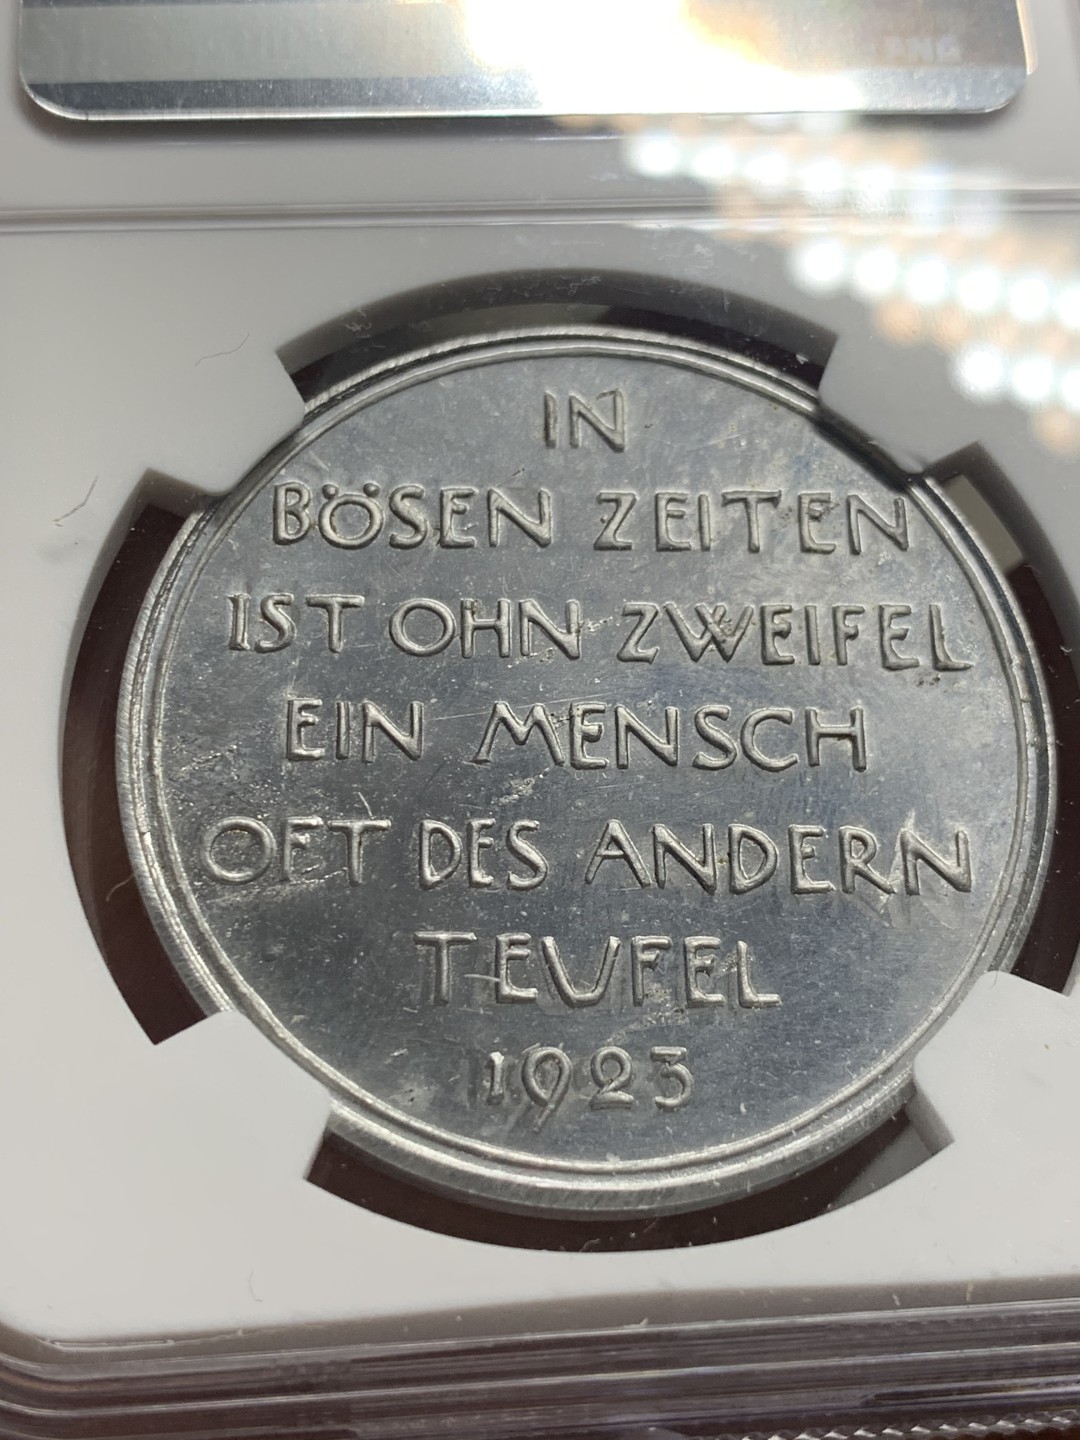 IN
BÖSEN ZEITEN
IST OHN ZWEIFEL
EIN MENSCH
OFT DES ANDERN
TEUFEL
1923